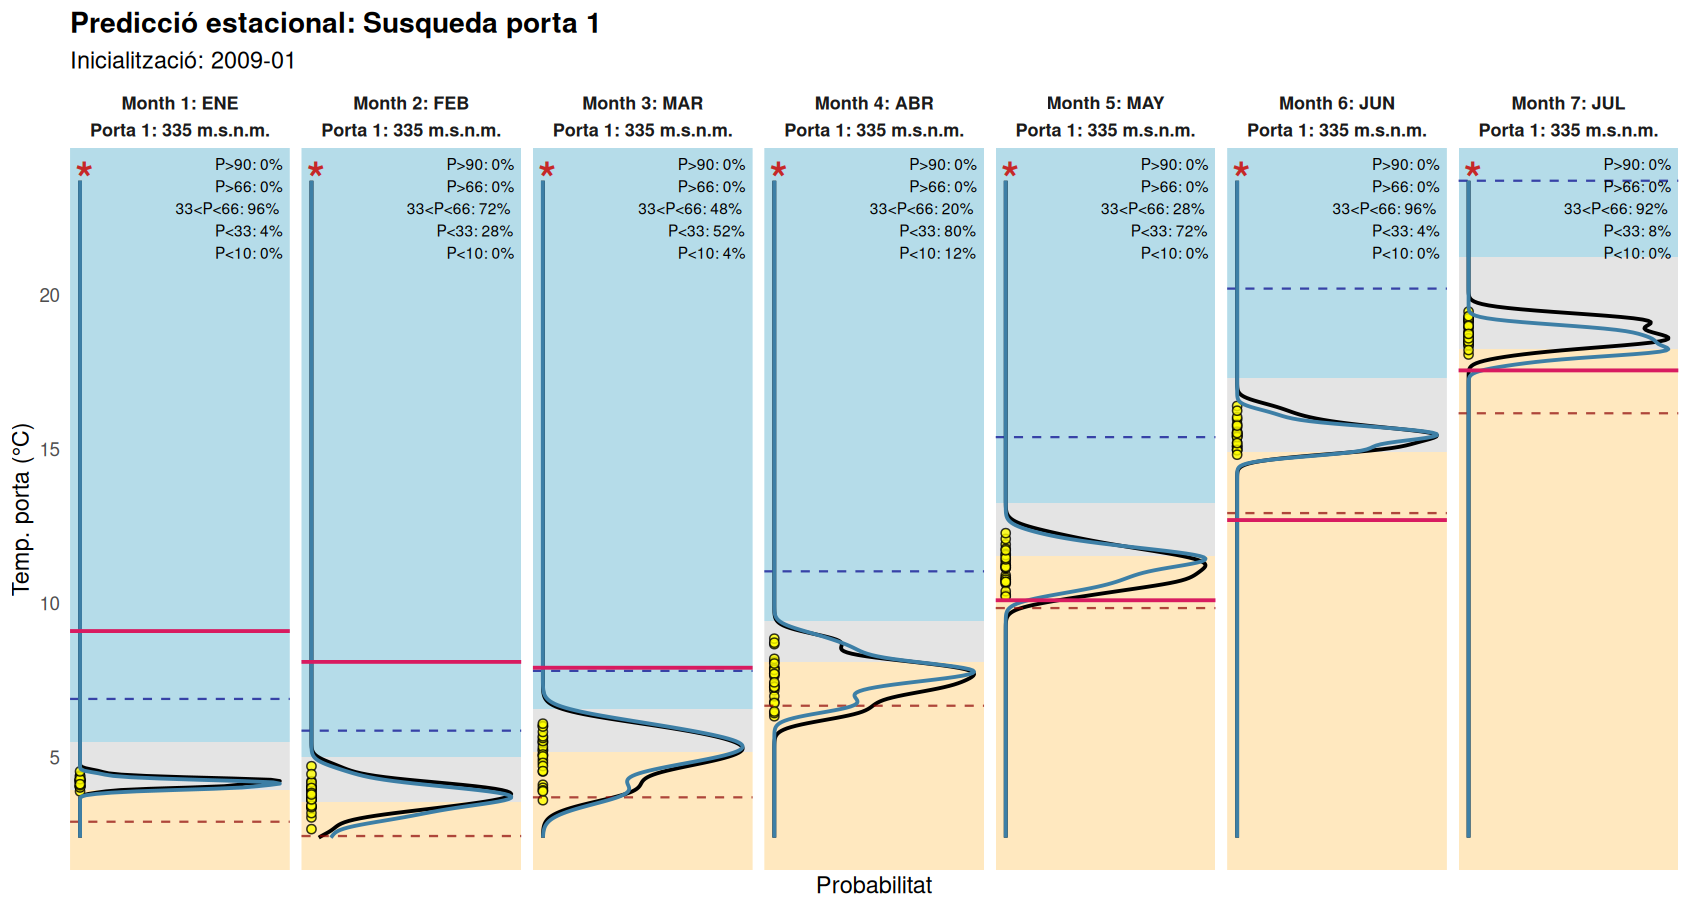 Predicció estacional: Susqueda porta 1
Inicialització: 2009-01
Month 1: ENE
Porta 1: 335 m.s.n.m.
Month 2: FEB
Porta 1: 335 m.s.n.m.
Month 3: MAR
Porta 1: 335 m.s.n.m.
Month 4: ABR
Porta 1: 335 m.s.n.m.
Month 5: MAY
Porta 1: 335 m.s.n.m.
Month 6: JUN
Porta 1: 335 m.s.n.m.
Month 7: JUL
Porta 1: 335 m.s.n.m.
*
P>90: 0%
P>66: 0%
33<P<66: 96%
P<33: 4%
P<10: 0%
*
P>90: 0%
P>66: 0%
33<P<66: 72%
P<33: 28%
P<10: 0%
*
P>90: 0%
P>66: 0%
33<P<66: 48%
P<33: 52%
P<10: 4%
*
P>90: 0%
P>66: 0%
33<P<66: 20%
P<33: 80%
P<10: 12%
*
P>90: 0%
P>66: 0%
33<P<66: 28%
P<33: 72%
P<10: 0%
*
P>90: 0%
P>66: 0%
33<P<66: 96%
P<33: 4%
P<10: 0%
*
P>90: 0%
P>66: 0%
33<P<66: 92%
P<33: 8%
P<10: 0%
20
15
10
5
Temp. porta (°C)
Probabilitat